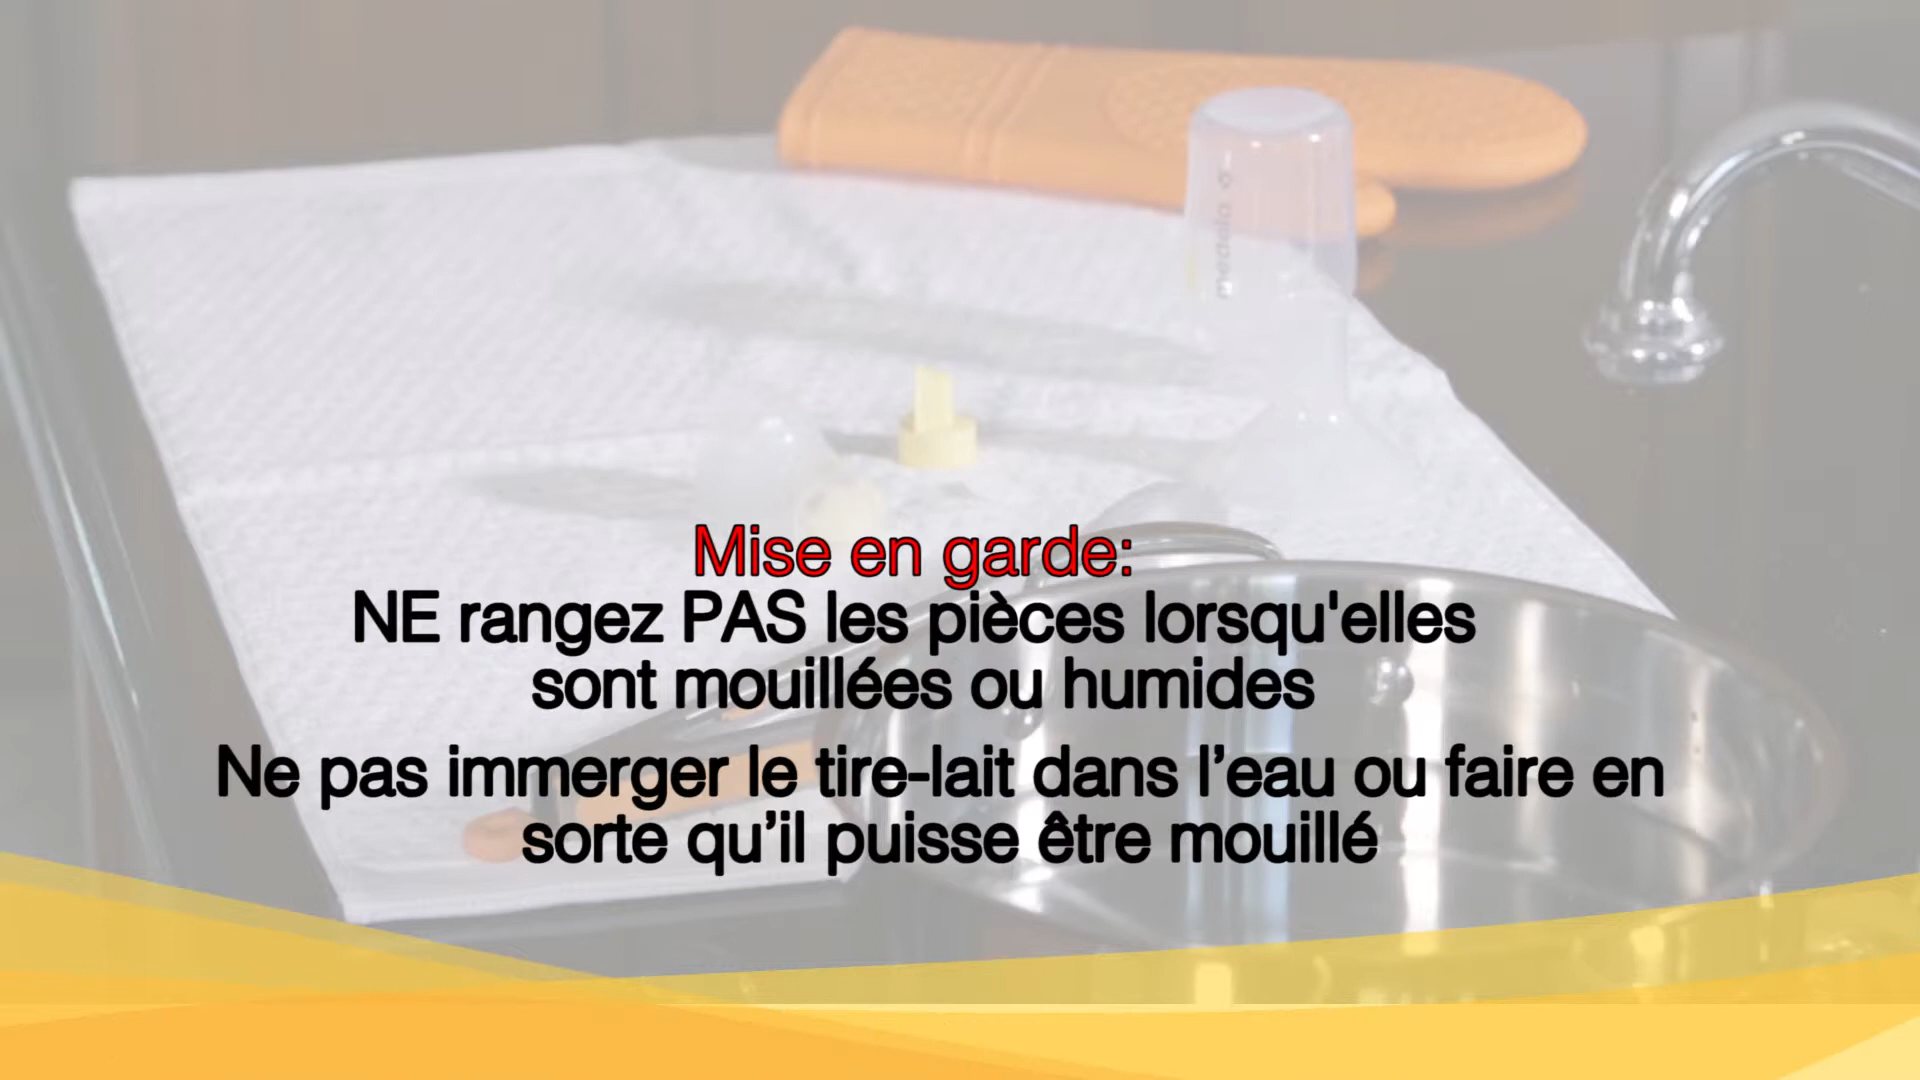 medela
Mise en garde:
NE rangez PAS les pièces lorsqu'elles
sont mouillées ou humides
Ne pas immerger le tire-lait dans l’eau ou faire en
sorte qu’il puisse être mouillé